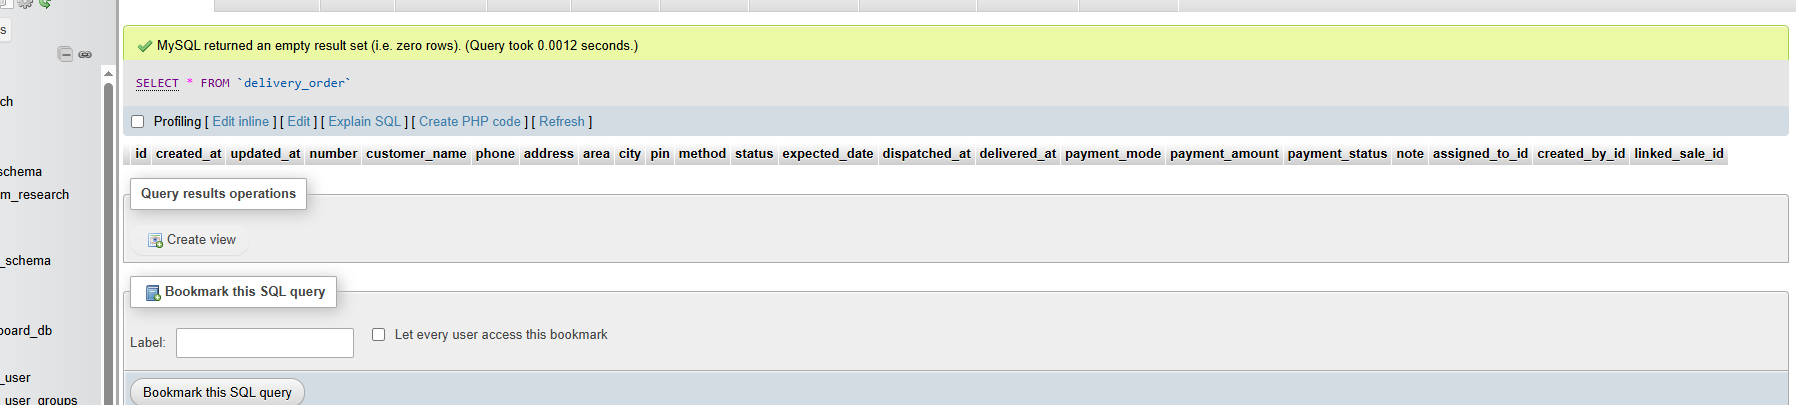 s
MySQL returned an empty result set (i.e. zero rows). (Query took 0.0012 seconds.)
SELECT * FROM `delivery_order`
ch
Profiling [ Edit inline ] [ Edit ] [ Explain SQL ] [ Create PHP code ] [ Refresh ]
id created_at updated_at number customer_name phone address area city pin method status expected_date dispatched_at delivered_at payment_mode payment_amount payment_status note assigned_to_id created_by_id linked_sale_id
schema
m_research
Query results operations
Create view
_schema
Bookmark this SQL query
board_db
Label:
Let every user access this bookmark
_user
Bookmark this SQL query
_user_groups